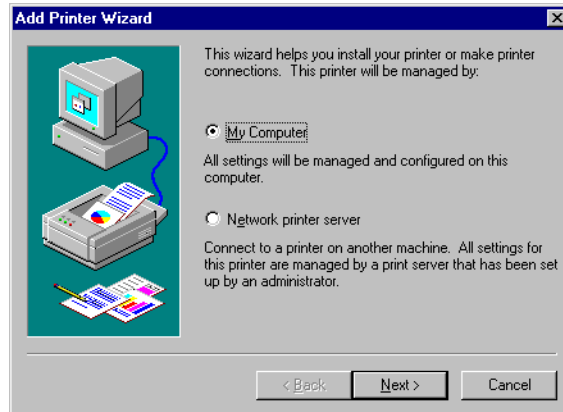 Add Printer Wizard
This wizard helps you install your printer or make printer
connections.  This printer will be managed by:
My Computer
All settings will be managed and configured on this
computer.
Network printer server
Connect to a printer on another machine.  All settings for
this printer are managed by a print server that has been set
up by an administrator.
< Back
Next >
Cancel